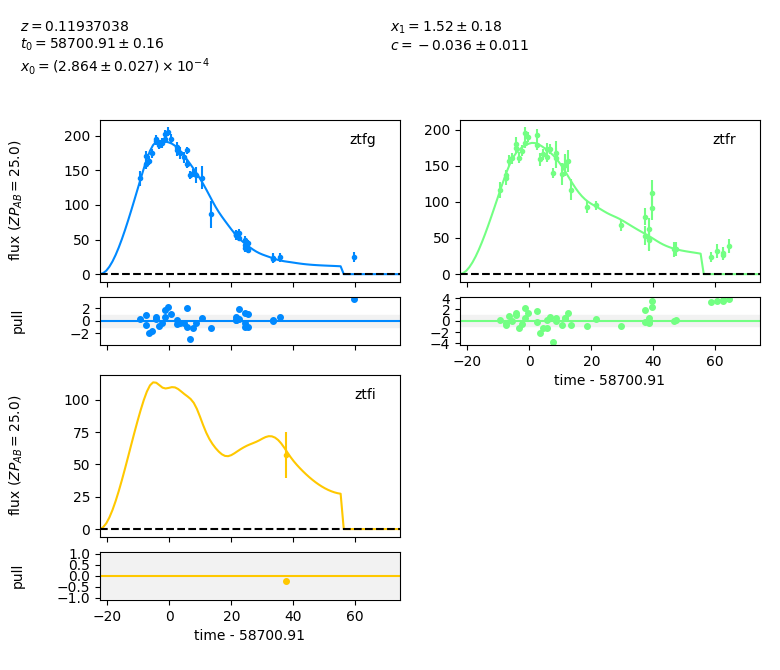 z = 0.11937038
t₀ = 58700.91 ± 0.16
x₀ = (2.864 ± 0.027) × 10⁻⁴
x₁ = 1.52 ± 0.18
c = −0.036 ± 0.011
flux (ZP_AB = 25.0)
200
150
100
50
0
ztfg
200
150
100
50
0
ztfr
pull
2
0
−2
4
2
0
−2
−4
−20 0 20 40 60
time - 58700.91
flux (ZP_AB = 25.0)
100
75
50
25
0
ztfi
pull
1.0
0.5
0.0
−0.5
−1.0
−20 0 20 40 60
time - 58700.91